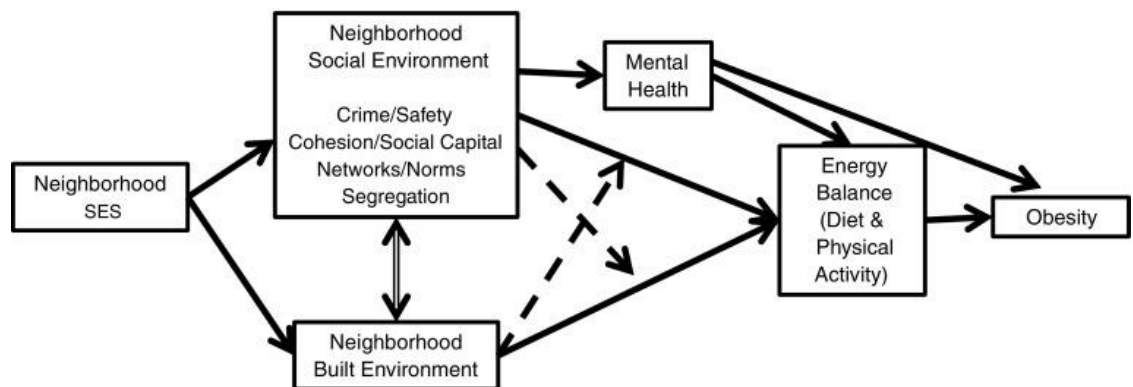 Neighborhood
SES
Neighborhood
Social Environment
Crime/Safety
Cohesion/Social Capital
Networks/Norms
Segregation
Neighborhood
Built Environment
Mental
Health
Energy
Balance
(Diet &
Physical
Activity)
Obesity